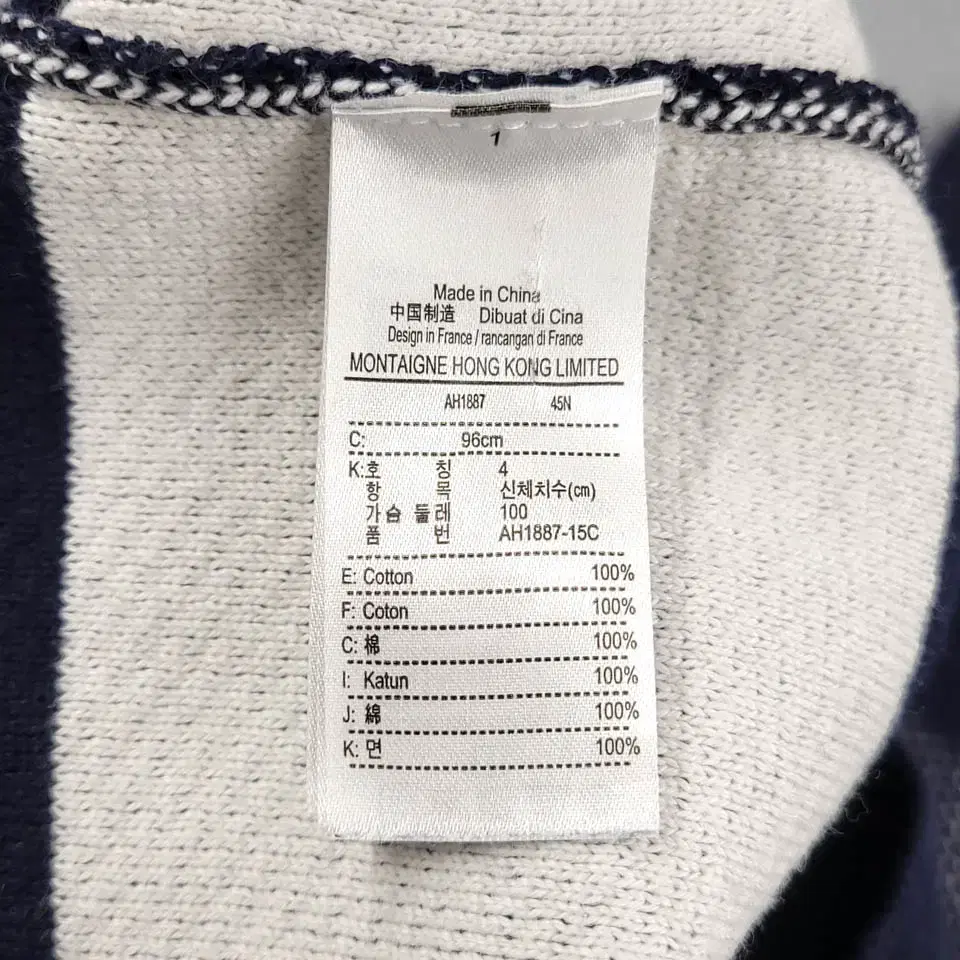 1
Made in China
中国制造 Dibuat di Cina
Design in France / rancangan di France
MONTAIGNE HONG KONG LIMITED
AH1887 45N
C: 96cm
K:호 칭 4
항 목 신체치수(cm)
가슴 둘레 100
품 번 AH1887-15C
E: Cotton 100%
F: Coton 100%
C: 棉 100%
I: Katun 100%
J: 綿 100%
K: 면 100%